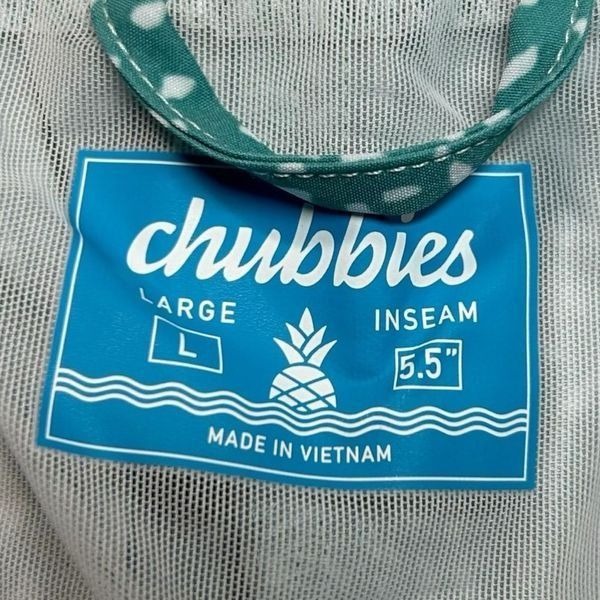 chubbies
LARGE INSEAM
L 5.5"
MADE IN VIETNAM